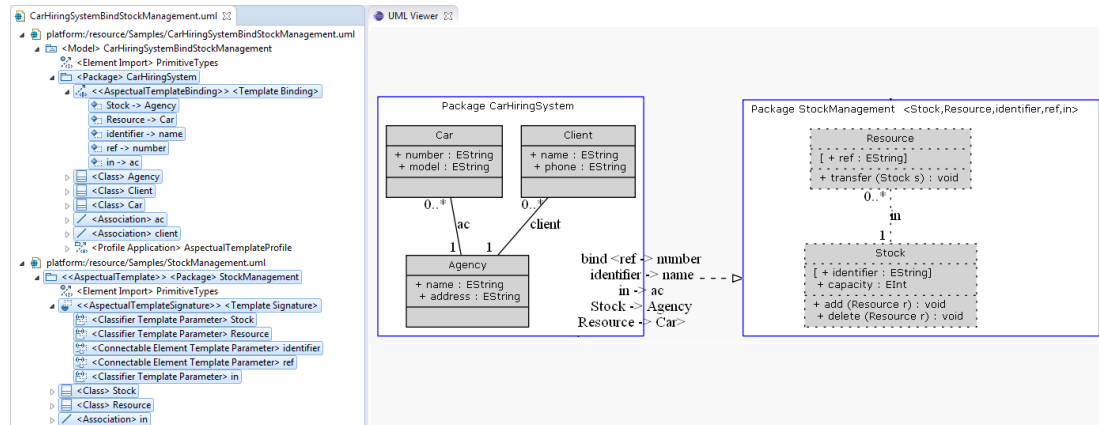 CarHiringSystemBindStockManagement.uml
platform:/resource/Samples/CarHiringSystemBindStockManagement.uml
<Model> CarHiringSystemBindStockManagement
<Element Import> PrimitiveTypes
<Package> CarHiringSystem
<<AspectualTemplateBinding>> <Template Binding>
Stock -> Agency
Resource -> Car
identifier -> name
ref -> number
in -> ac
<Class> Agency
<Class> Client
<Class> Car
<Association> ac
<Association> client
<Profile Application> AspectualTemplateProfile
platform:/resource/Samples/StockManagement.uml
<<AspectualTemplate>> <Package> StockManagement
<Element Import> PrimitiveTypes
<<AspectualTemplateSignature>> <Template Signature>
<Classifier Template Parameter> Stock
<Classifier Template Parameter> Resource
<Connectable Element Template Parameter> identifier
<Connectable Element Template Parameter> ref
<Classifier Template Parameter> in
<Class> Stock
<Class> Resource
<Association> in
UML Viewer
Package CarHiringSystem
Car
+ number : EString
+ model : EString
Client
+ name : EString
+ phone : EString
0..*
0..*
ac
client
1
1
Agency
+ name : EString
+ address : EString
bind <ref -> number
identifier -> name
in -> ac
Stock -> Agency
Resource -> Car>
Package StockManagement <Stock,Resource,identifier,ref,in>
Resource
[ + ref : EString]
+ transfer (Stock s) : void
0..*
in
1
Stock
[ + identifier : EString]
+ capacity : EInt
+ add (Resource r) : void
+ delete (Resource r) : void